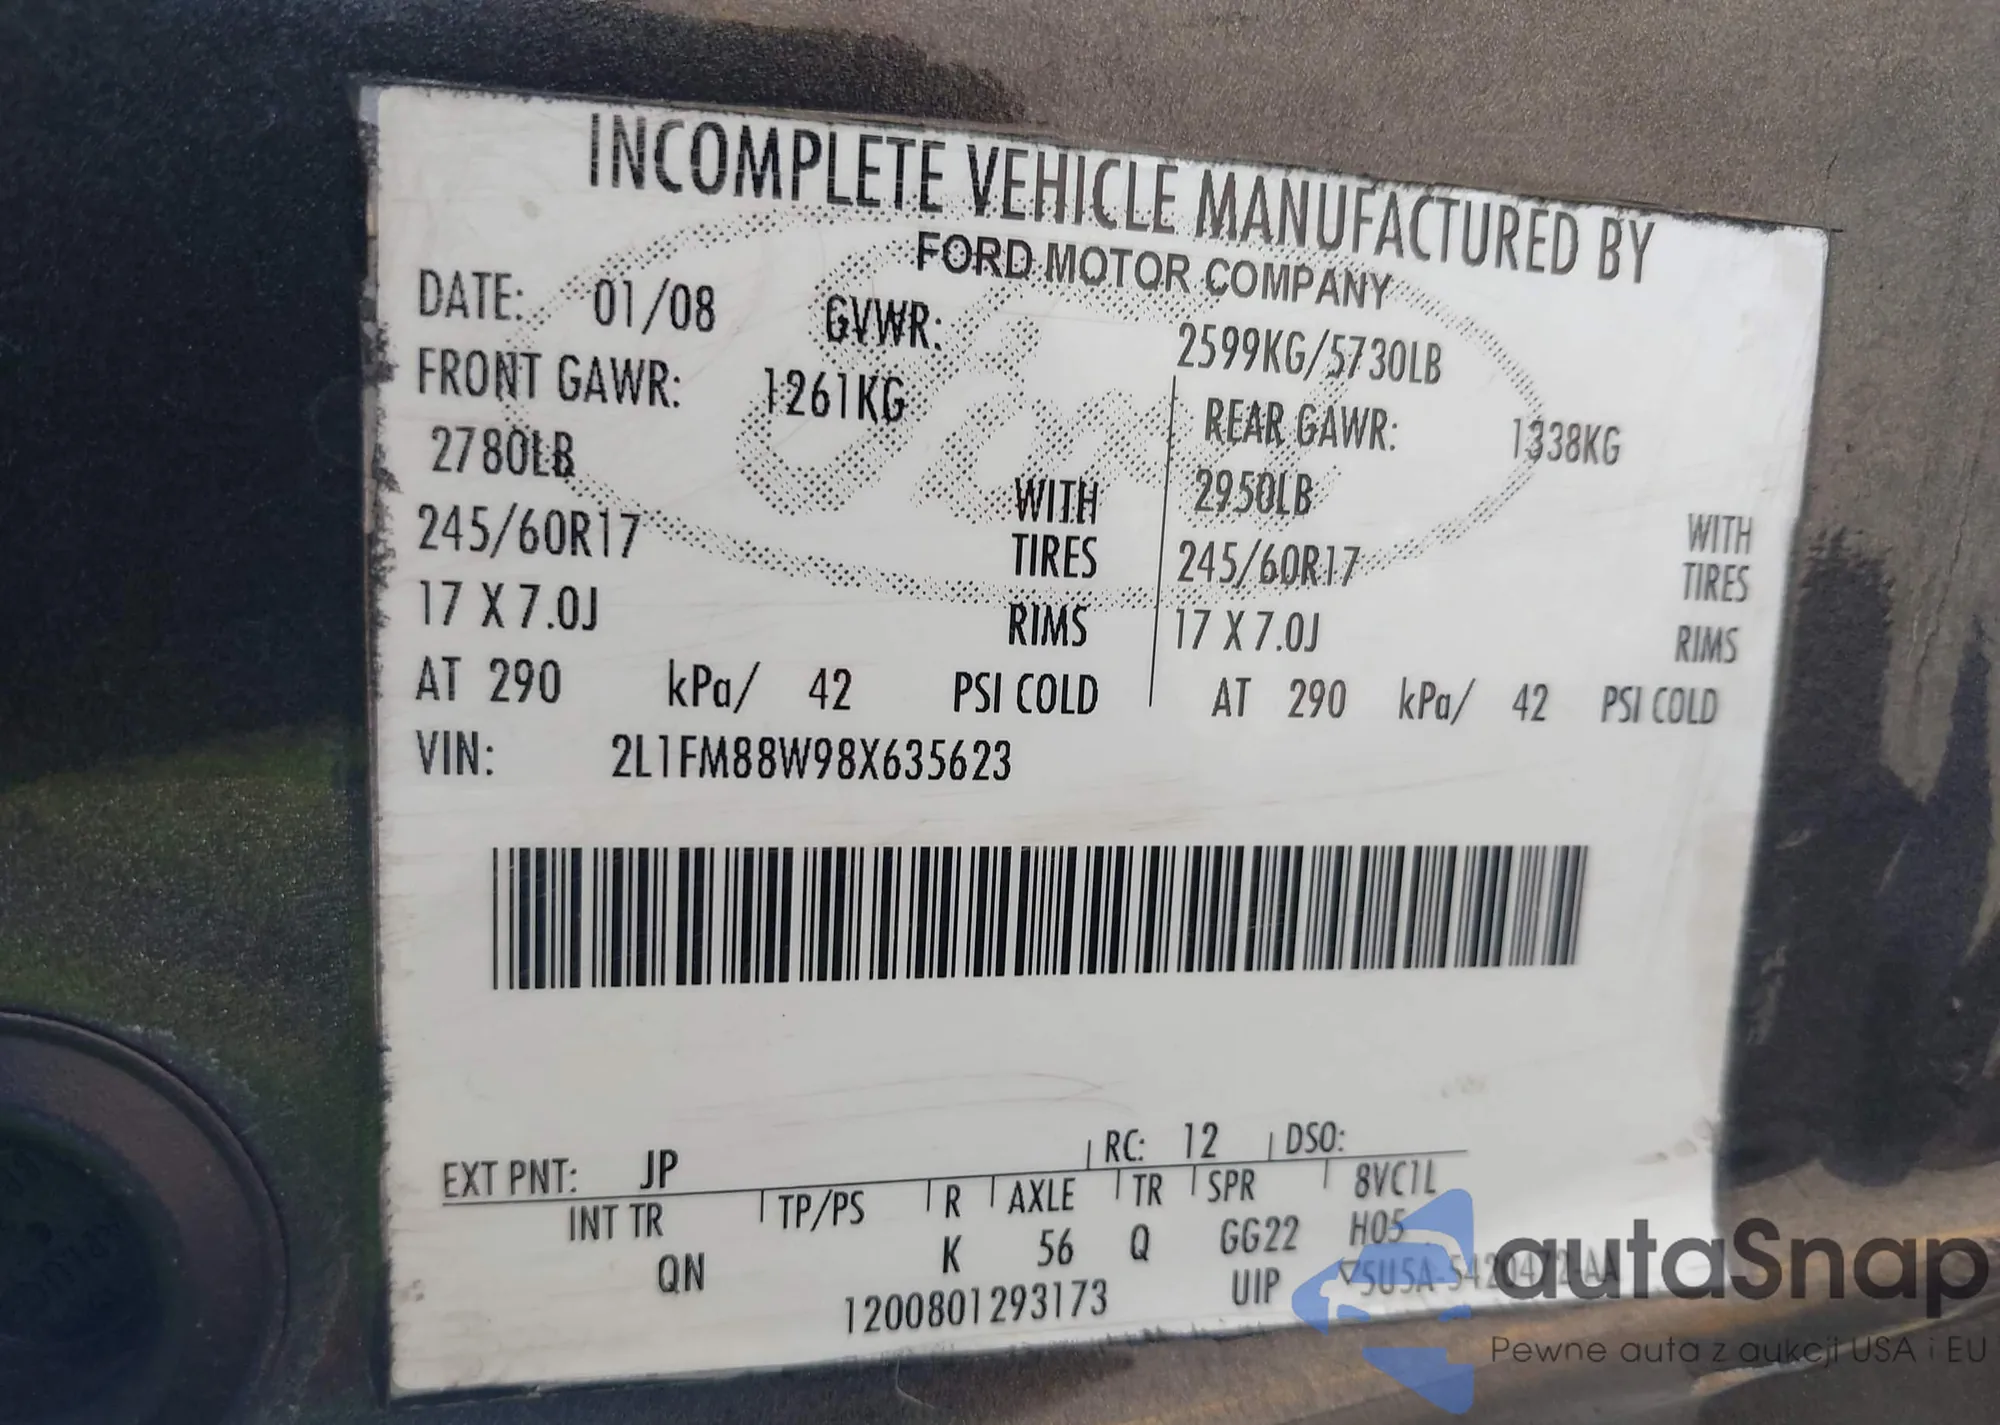 INCOMPLETE VEHICLE MANUFACTURED BY
FORD MOTOR COMPANY
DATE: 01/08 GVWR: 2599KG/5730LB
FRONT GAWR: 1261KG REAR GAWR: 1338KG
2780LB WITH 2950LB WITH
245/60R17 TIRES 245/60R17 TIRES
17 X 7.0J RIMS 17 X 7.0J RIMS
AT 290 kPa/ 42 PSI COLD AT 290 kPa/ 42 PSI COLD
VIN: 2L1FM88W98X635623
EXT PNT: JP RC: 12 DSO:
INT TR TP/PS R AXLE TR SPR 8VC1L
QN K 56 Q GG22 H05
1200801293173 UIP ▽5U5A-5420472-AA
autaSnap
Pewne auta z aukcji USA i EU